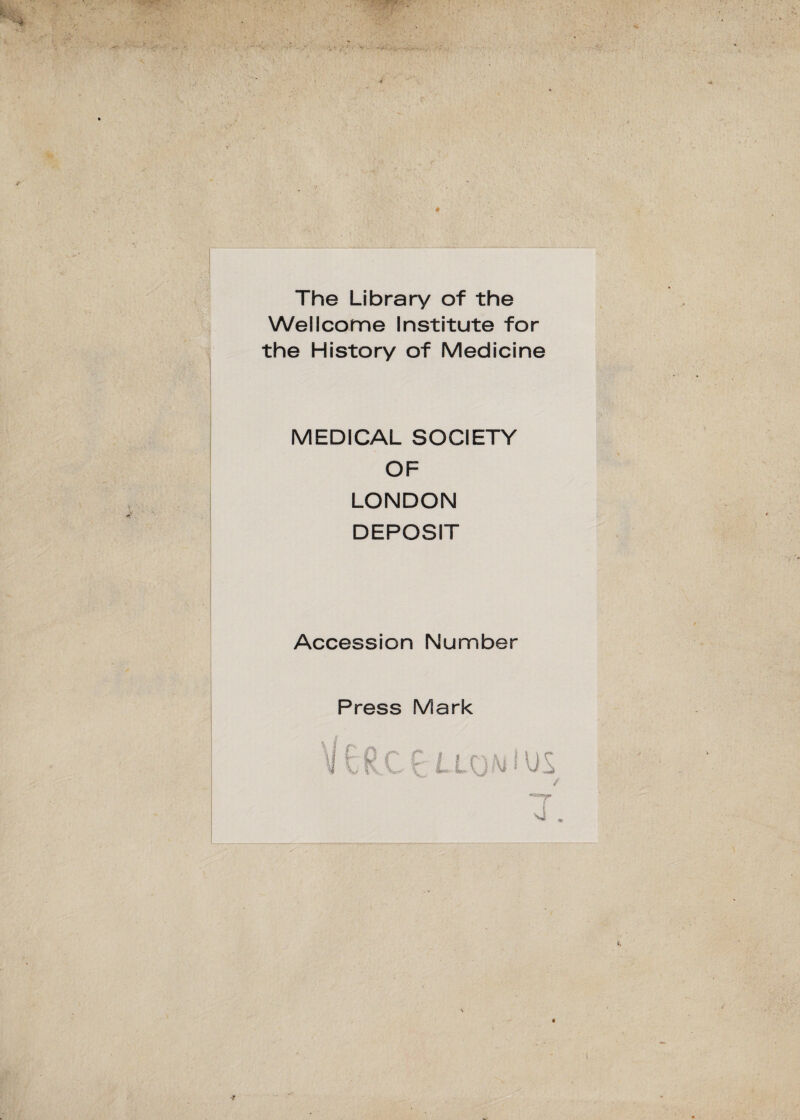 The Library of the
Wellcome Institute for
the History of Medicine
MEDICAL SOCIETY
OF
LONDON
DEPOSIT
Accession Number
Press Mark
VERCELLONIUS,
J.